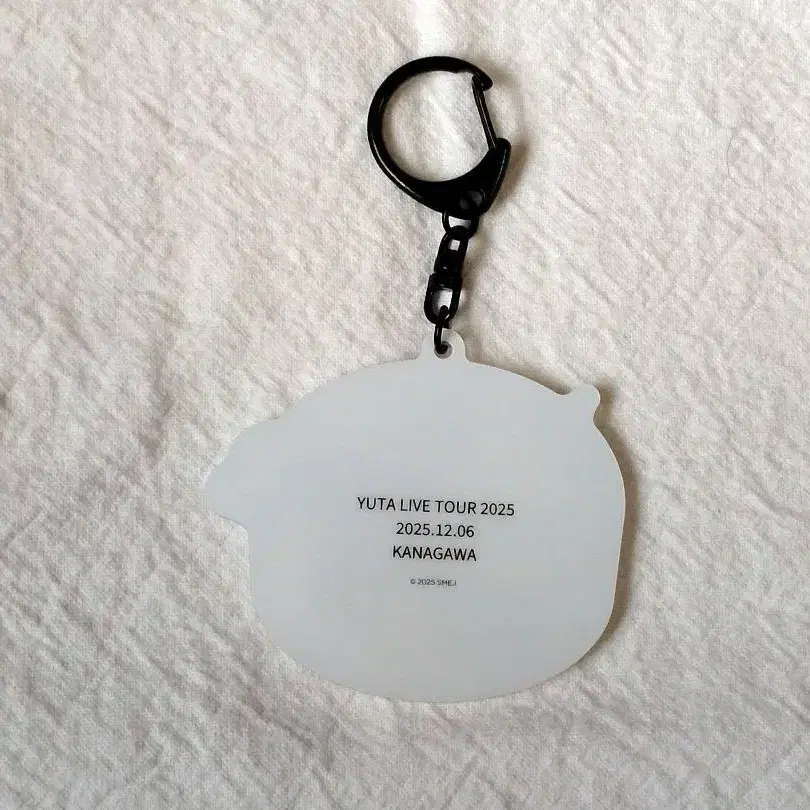 YUTA LIVE TOUR 2025
2025.12.06
KANAGAWA
© 2025 SMEJ